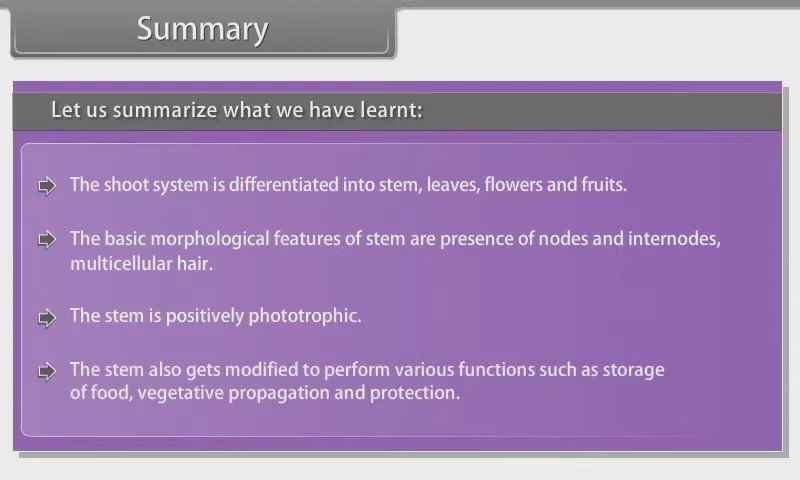 Summary
Let us summarize what we have learnt:
The shoot system is differentiated into stem, leaves, flowers and fruits.
The basic morphological features of stem are presence of nodes and internodes,
multicellular hair.
The stem is positively phototrophic.
The stem also gets modified to perform various functions such as storage
of food, vegetative propagation and protection.